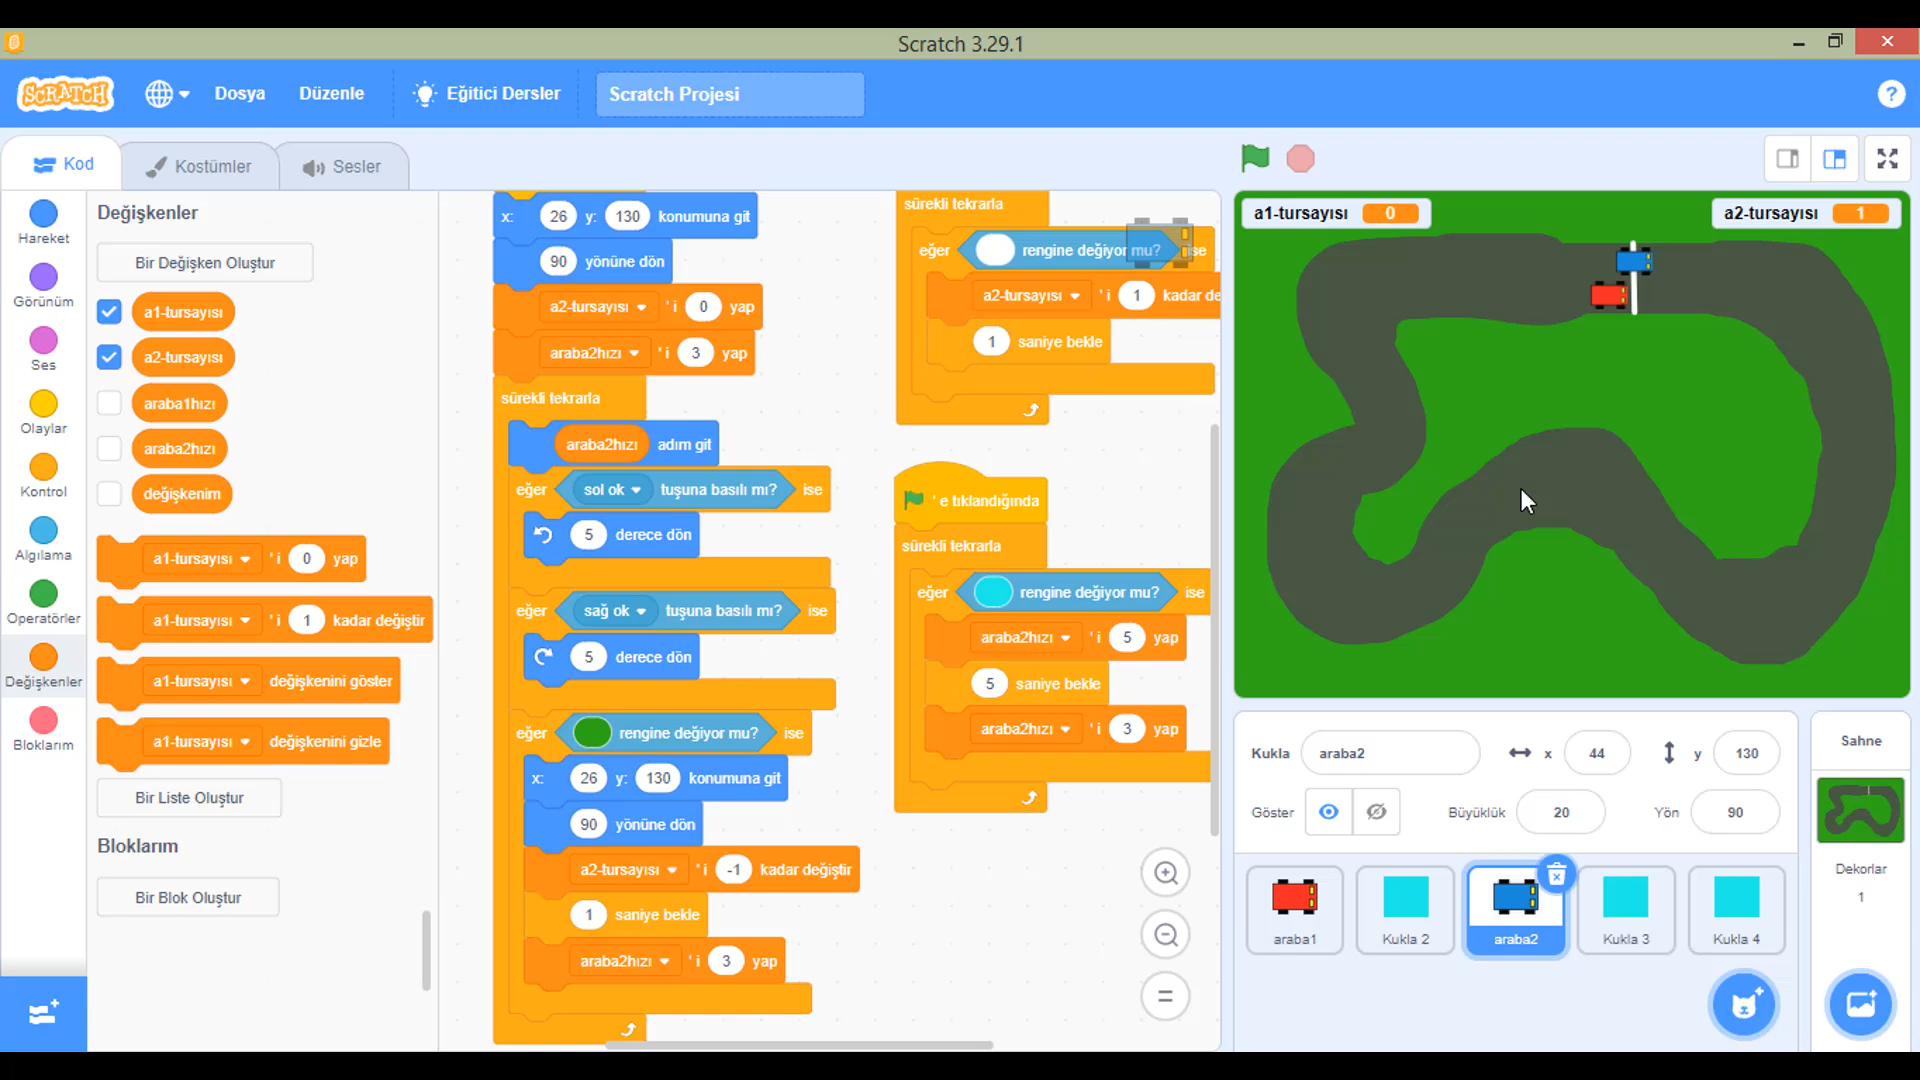 Scratch 3.29.1
SCRATCH
Dosya
Düzenle
Eğitici Dersler
Scratch Projesi
?
Kod
Kostümler
Sesler
Hareket
Görünüm
Ses
Olaylar
Kontrol
Algılama
Operatörler
Değişkenler
Bloklarım
Değişkenler
Bir Değişken Oluştur
a1-tursayısı
a2-tursayısı
araba1hızı
araba2hızı
değişkenim
a1-tursayısı ' i 0 yap
a1-tursayısı ' i 1 kadar değiştir
a1-tursayısı değişkenini göster
a1-tursayısı değişkenini gizle
Bir Liste Oluştur
Bloklarım
Bir Blok Oluştur
x: 26 y: 130 konumuna git
90 yönüne dön
a2-tursayısı ' i 0 yap
araba2hızı ' i 3 yap
sürekli tekrarla
araba2hızı adım git
eğer sol ok tuşuna basılı mı? ise
5 derece dön
eğer sağ ok tuşuna basılı mı? ise
5 derece dön
eğer rengine değiyor mu? ise
x: 26 y: 130 konumuna git
90 yönüne dön
a2-tursayısı ' i -1 kadar değiştir
1 saniye bekle
araba2hızı ' i 3 yap
sürekli tekrarla
eğer rengine değiyor mu? ise
a2-tursayısı ' i 1 kadar de
1 saniye bekle
' e tıklandığında
sürekli tekrarla
eğer rengine değiyor mu? ise
araba2hızı ' i 5 yap
5 saniye bekle
araba2hızı ' i 3 yap
a1-tursayısı 0
a2-tursayısı 1
Kukla araba2 x 44 y 130
Göster Büyüklük 20 Yön 90
araba1
Kukla 2
araba2
Kukla 3
Kukla 4
Sahne
Dekorlar
1